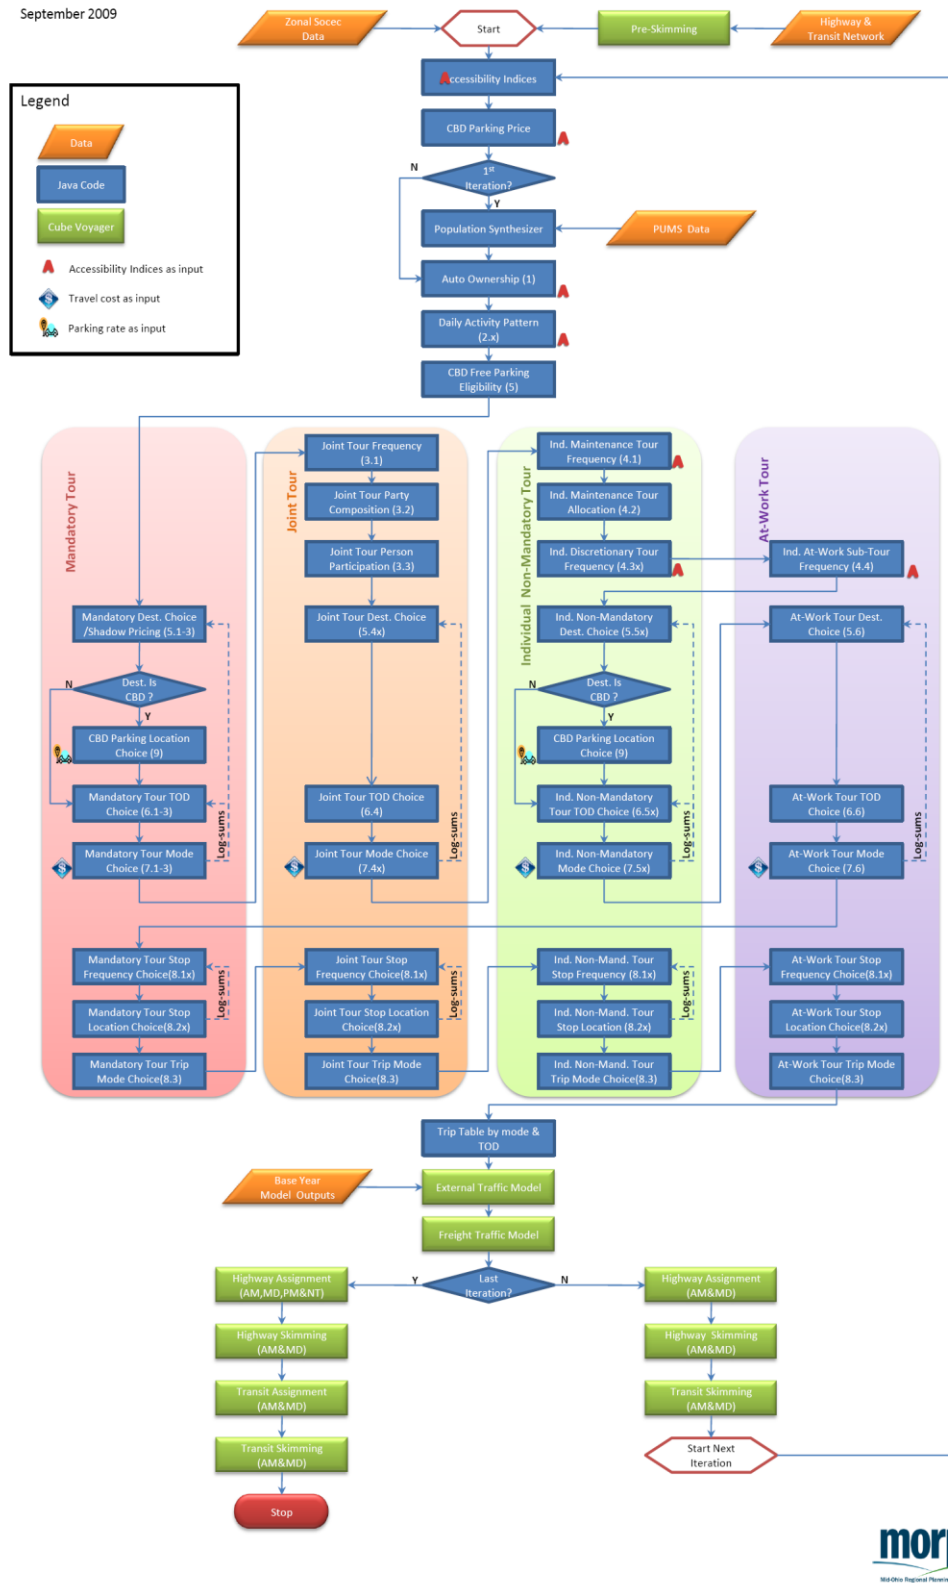 September 2009
Zonal Socec
Data
Start
Pre-Skimming
Highway &
Transit Network
Accessibility Indices
Legend
Data
Java Code
Cube Voyager
A Accessibility Indices as input
$ Travel cost as input
Parking rate as input
CBD Parking Price
A
N
1st
Iteration?
Y
Population Synthesizer
PUMS Data
Auto Ownership (1)
A
Daily Activity Pattern
(2.x)
A
CBD Free Parking
Eligibility (5)
Mandatory Tour
Joint Tour
Individual Non-Mandatory Tour
At-Work Tour
Joint Tour Frequency
(3.1)
Ind. Maintenance Tour
Frequency (4.1)
A
Joint Tour Party
Composition (3.2)
Ind. Maintenance Tour
Allocation (4.2)
Joint Tour Person
Participation (3.3)
Ind. Discretionary Tour
Frequency (4.3x)
A
Ind. At-Work Sub-Tour
Frequency (4.4)
A
Mandatory Dest. Choice
/Shadow Pricing (5.1-3)
Joint Tour Dest. Choice
(5.4x)
Ind. Non-Mandatory
Dest. Choice (5.5x)
At-Work Tour Dest.
Choice (5.6)
N
Dest. Is
CBD ?
Y
N
Dest. Is
CBD ?
Y
CBD Parking Location
Choice (9)
CBD Parking Location
Choice (9)
Mandatory Tour TOD
Choice (6.1-3)
Joint Tour TOD Choice
(6.4)
Ind. Non-Mandatory
Tour TOD Choice (6.5x)
At-Work Tour TOD
Choice (6.6)
Log-sums
Log-sums
Log-sums
Log-sums
$
Mandatory Tour Mode
Choice (7.1-3)
$
Joint Tour Mode Choice
(7.4x)
$
Ind. Non-Mandatory
Mode Choice (7.5x)
$
At-Work Tour Mode
Choice (7.6)
Mandatory Tour Stop
Frequency Choice(8.1x)
Joint Tour Stop
Frequency Choice(8.1x)
Ind. Non-Mand. Tour
Stop Frequency (8.1x)
At-Work Tour Stop
Frequency Choice(8.1x)
Log-sums
Log-sums
Log-sums
Mandatory Tour Stop
Location Choice(8.2x)
Joint Tour Stop Location
Choice(8.2x)
Ind. Non-Mand. Tour
Stop Location (8.2x)
At-Work Tour Stop
Location Choice(8.2x)
Mandatory Tour Trip
Mode Choice(8.3)
Joint Tour Trip Mode
Choice(8.3)
Ind. Non-Mand. Tour
Trip Mode Choice(8.3)
At-Work Tour Trip Mode
Choice(8.3)
Trip Table by mode &
TOD
Base Year
Model Outputs
External Traffic Model
Freight Traffic Model
Y
Last
Iteration?
N
Highway Assignment
(AM,MD,PM&NT)
Highway Assignment
(AM&MD)
Highway Skimming
(AM&MD)
Highway Skimming
(AM&MD)
Transit Assignment
(AM&MD)
Transit Skimming
(AM&MD)
Transit Skimming
(AM&MD)
Start Next
Iteration
Stop
mor
Mid-Ohio Regional Planning